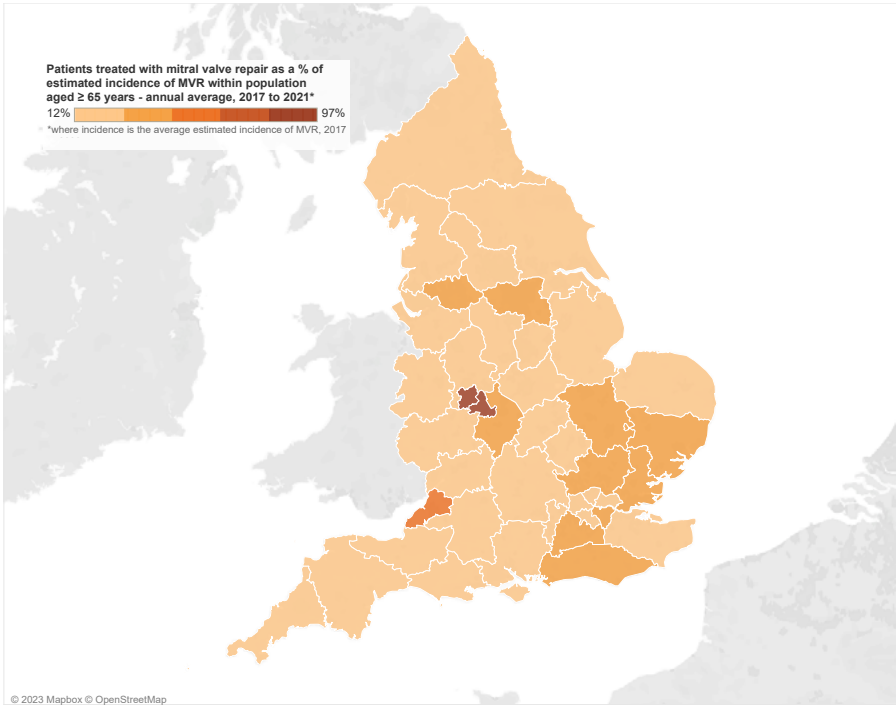 Patients treated with mitral valve repair as a % of
estimated incidence of MVR within population
aged ≥ 65 years - annual average, 2017 to 2021*
12% 97%
*where incidence is the average estimated incidence of MVR, 2017
© 2023 Mapbox © OpenStreetMap